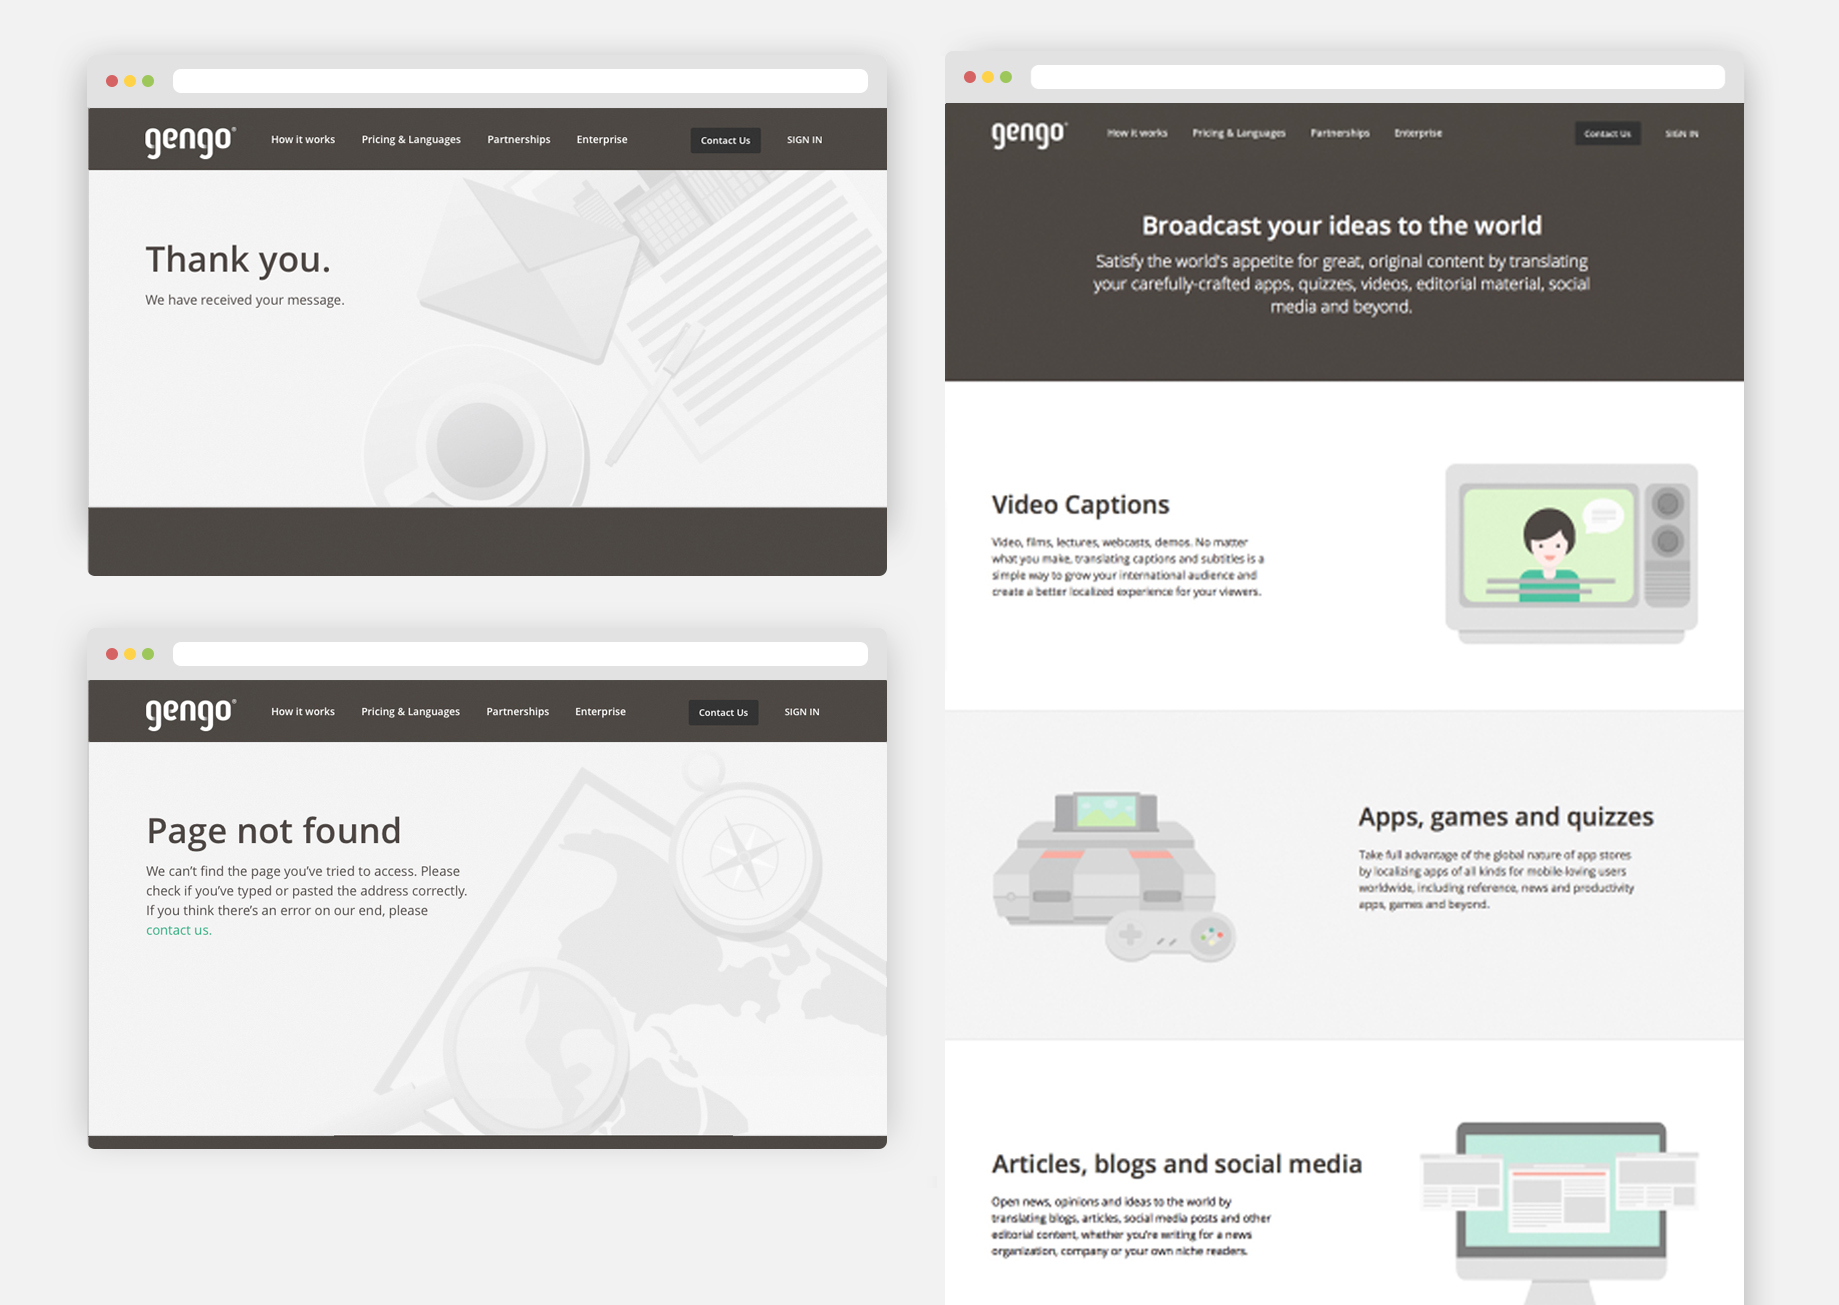 gengo®
How it works
Pricing & Languages
Partnerships
Enterprise
Contact Us
SIGN IN
Thank you.
We have received your message.
gengo®
How it works
Pricing & Languages
Partnerships
Enterprise
Contact Us
SIGN IN
Page not found
We can’t find the page you’ve tried to access. Please
check if you’ve typed or pasted the address correctly.
If you think there’s an error on our end, please
contact us.
gengo®
How it works
Pricing & Languages
Partnerships
Enterprise
Contact Us
SIGN IN
Broadcast your ideas to the world
Satisfy the world's appetite for great, original content by translating
your carefully-crafted apps, quizzes, videos, editorial material, social
media and beyond.
Video Captions
Video, films, lectures, webcasts, demos. No matter
what you make, translating captions and subtitles is a
simple way to grow your international audience and
create a better localized experience for your viewers.
Apps, games and quizzes
Take full advantage of the global nature of app stores
by localizing apps of all kinds for mobile-loving users
worldwide, including reference, news and productivity
apps, games and beyond.
Articles, blogs and social media
Open news, opinions and ideas to the world by
translating blogs, articles, social media posts and other
editorial content, whether you're writing for a news
organization, company or your own niche readers.